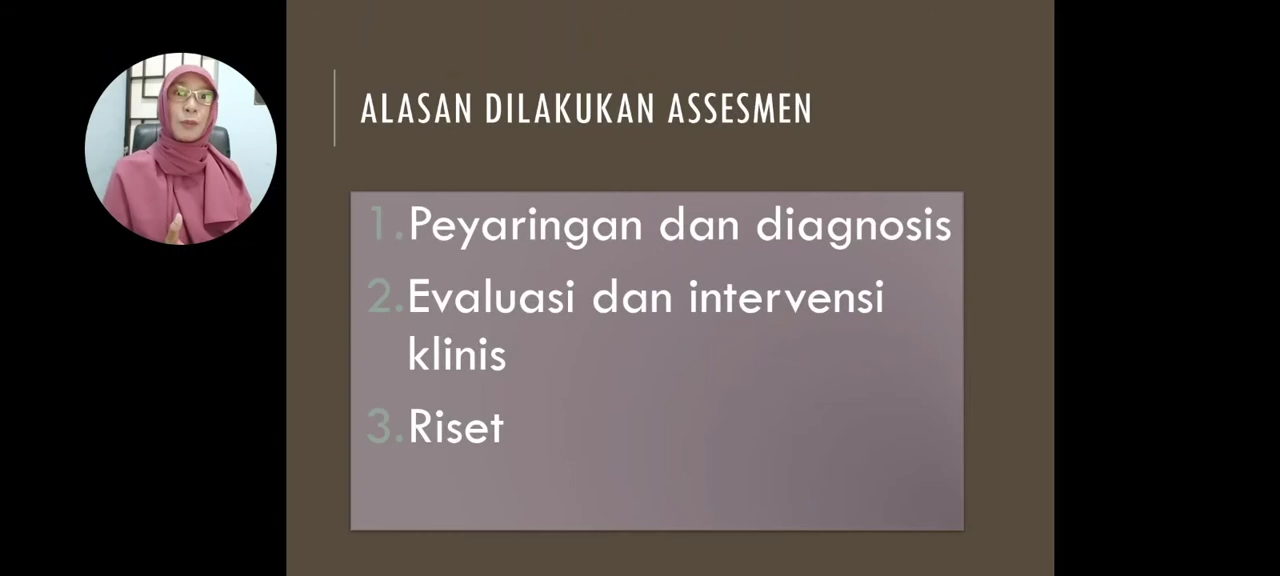 ALASAN DILAKUKAN ASSESMEN
1. Peyaringan dan diagnosis
2. Evaluasi dan intervensi
klinis
3. Riset